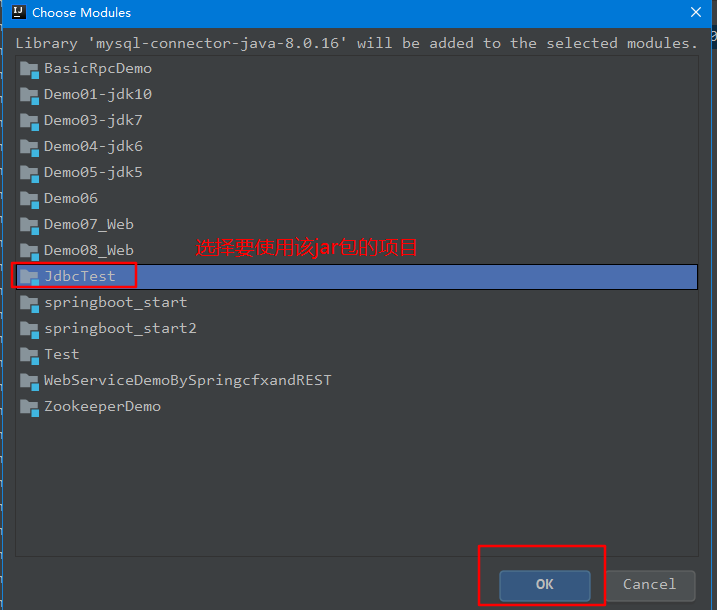 IJ Choose Modules
Library 'mysql-connector-java-8.0.16' will be added to the selected modules.
BasicRpcDemo
Demo01-jdk10
Demo03-jdk7
Demo04-jdk6
Demo05-jdk5
Demo06
Demo07_Web
Demo08_Web
选择要使用该jar包的项目
JdbcTest
springboot_start
springboot_start2
Test
WebServiceDemoBySpringcfxandREST
ZookeeperDemo
OK Cancel